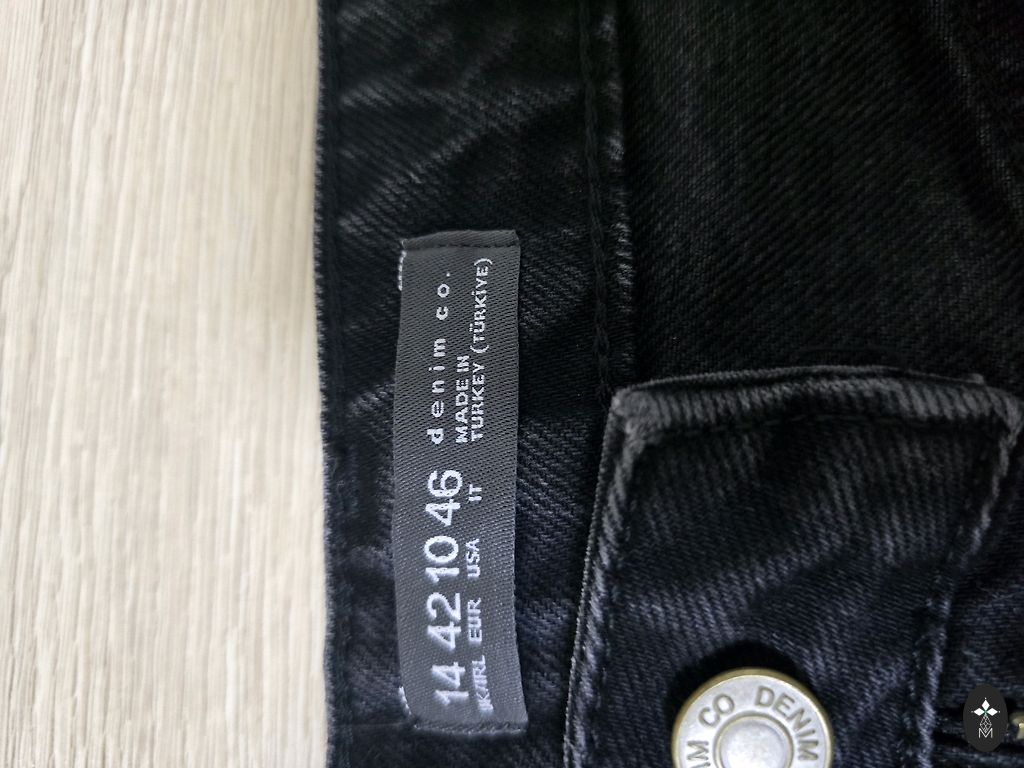 denim co.
MADE IN
TURKEY (TÜRKİYE)
14 42 10 46
UK/IRL EUR USA IT
CO DENIM
M